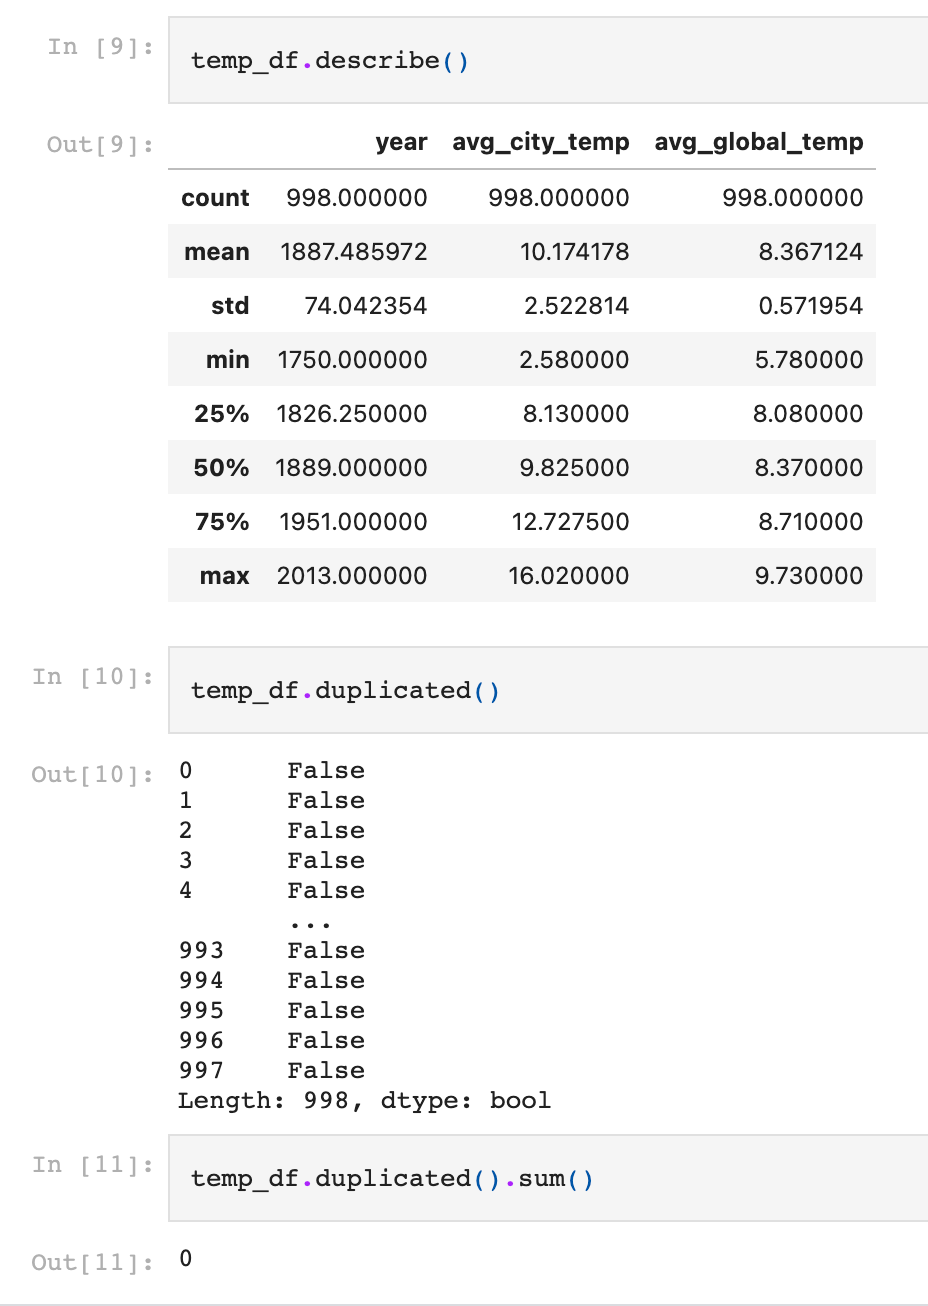 In [9]:
temp_df.describe()
Out[9]:
year avg_city_temp avg_global_temp
count 998.000000 998.000000 998.000000
mean 1887.485972 10.174178 8.367124
std 74.042354 2.522814 0.571954
min 1750.000000 2.580000 5.780000
25% 1826.250000 8.130000 8.080000
50% 1889.000000 9.825000 8.370000
75% 1951.000000 12.727500 8.710000
max 2013.000000 16.020000 9.730000
In [10]:
temp_df.duplicated()
Out[10]:
0 False
1 False
2 False
3 False
4 False
...
993 False
994 False
995 False
996 False
997 False
Length: 998, dtype: bool
In [11]:
temp_df.duplicated().sum()
Out[11]:
0